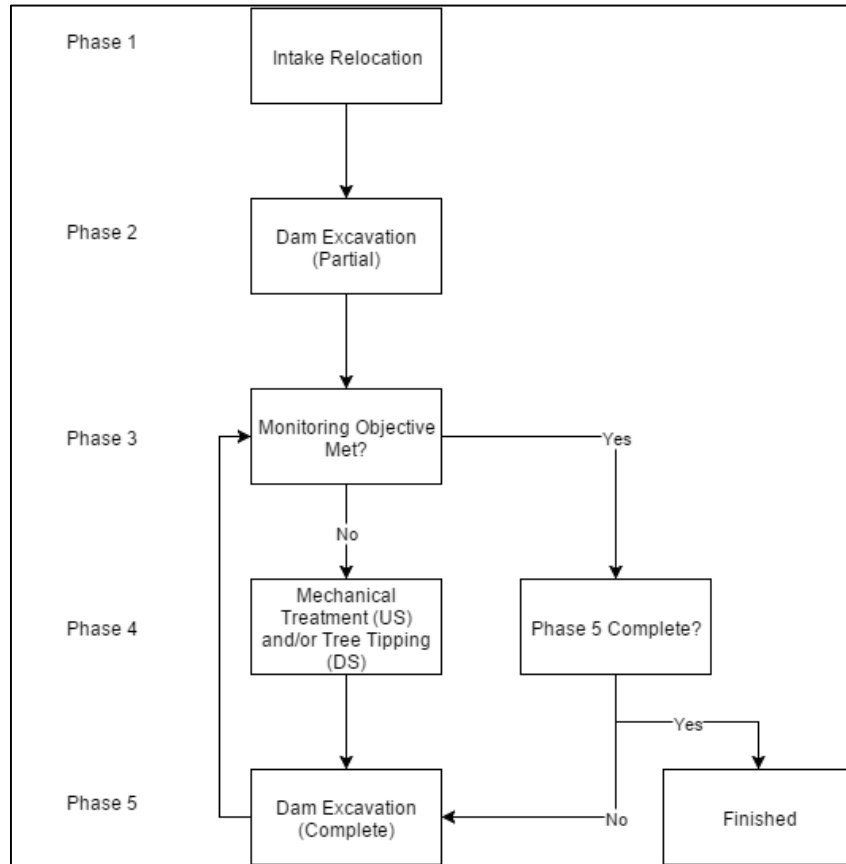 Phase 1
Intake Relocation
Phase 2
Dam Excavation
(Partial)
Phase 3
Monitoring Objective
Met?
Yes
No
Phase 4
Mechanical
Treatment (US)
and/or Tree Tipping
(DS)
Phase 5 Complete?
Yes
Phase 5
Dam Excavation
(Complete)
No
Finished